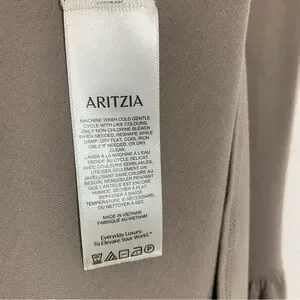 ARITZIA
MACHINE WASH COLD GENTLE
CYCLE WITH LIKE COLOURS.
ONLY NON CHLORINE BLEACH
WHEN NEEDED. RESHAPE WHILE
DAMP. DRY FLAT. COOL IRON
ONLY IF NEEDED. OR DRY
CLEAN.
LAVER À LA MACHINE À L'EAU
FROIDE AU CYCLE DÉLICAT
AVEC COULEURS SEMBLABLES.
UTILISER SEULEMENT UN
JAVELLISANT SANS CHLORE AU
BESOIN. REMODELER PENDANT
QUE L'ARTICLE EST ENCORE
HUMIDE. SÉCHER À PLAT.
REPASSER À BASSE
TEMPÉRATURE SI NÉCESSAIRE.
OU NETTOYER À SEC.
MADE IN VIETNAM
FABRIQUÉ AU VIETNAM
Everyday Luxury.
To Elevate Your World.™